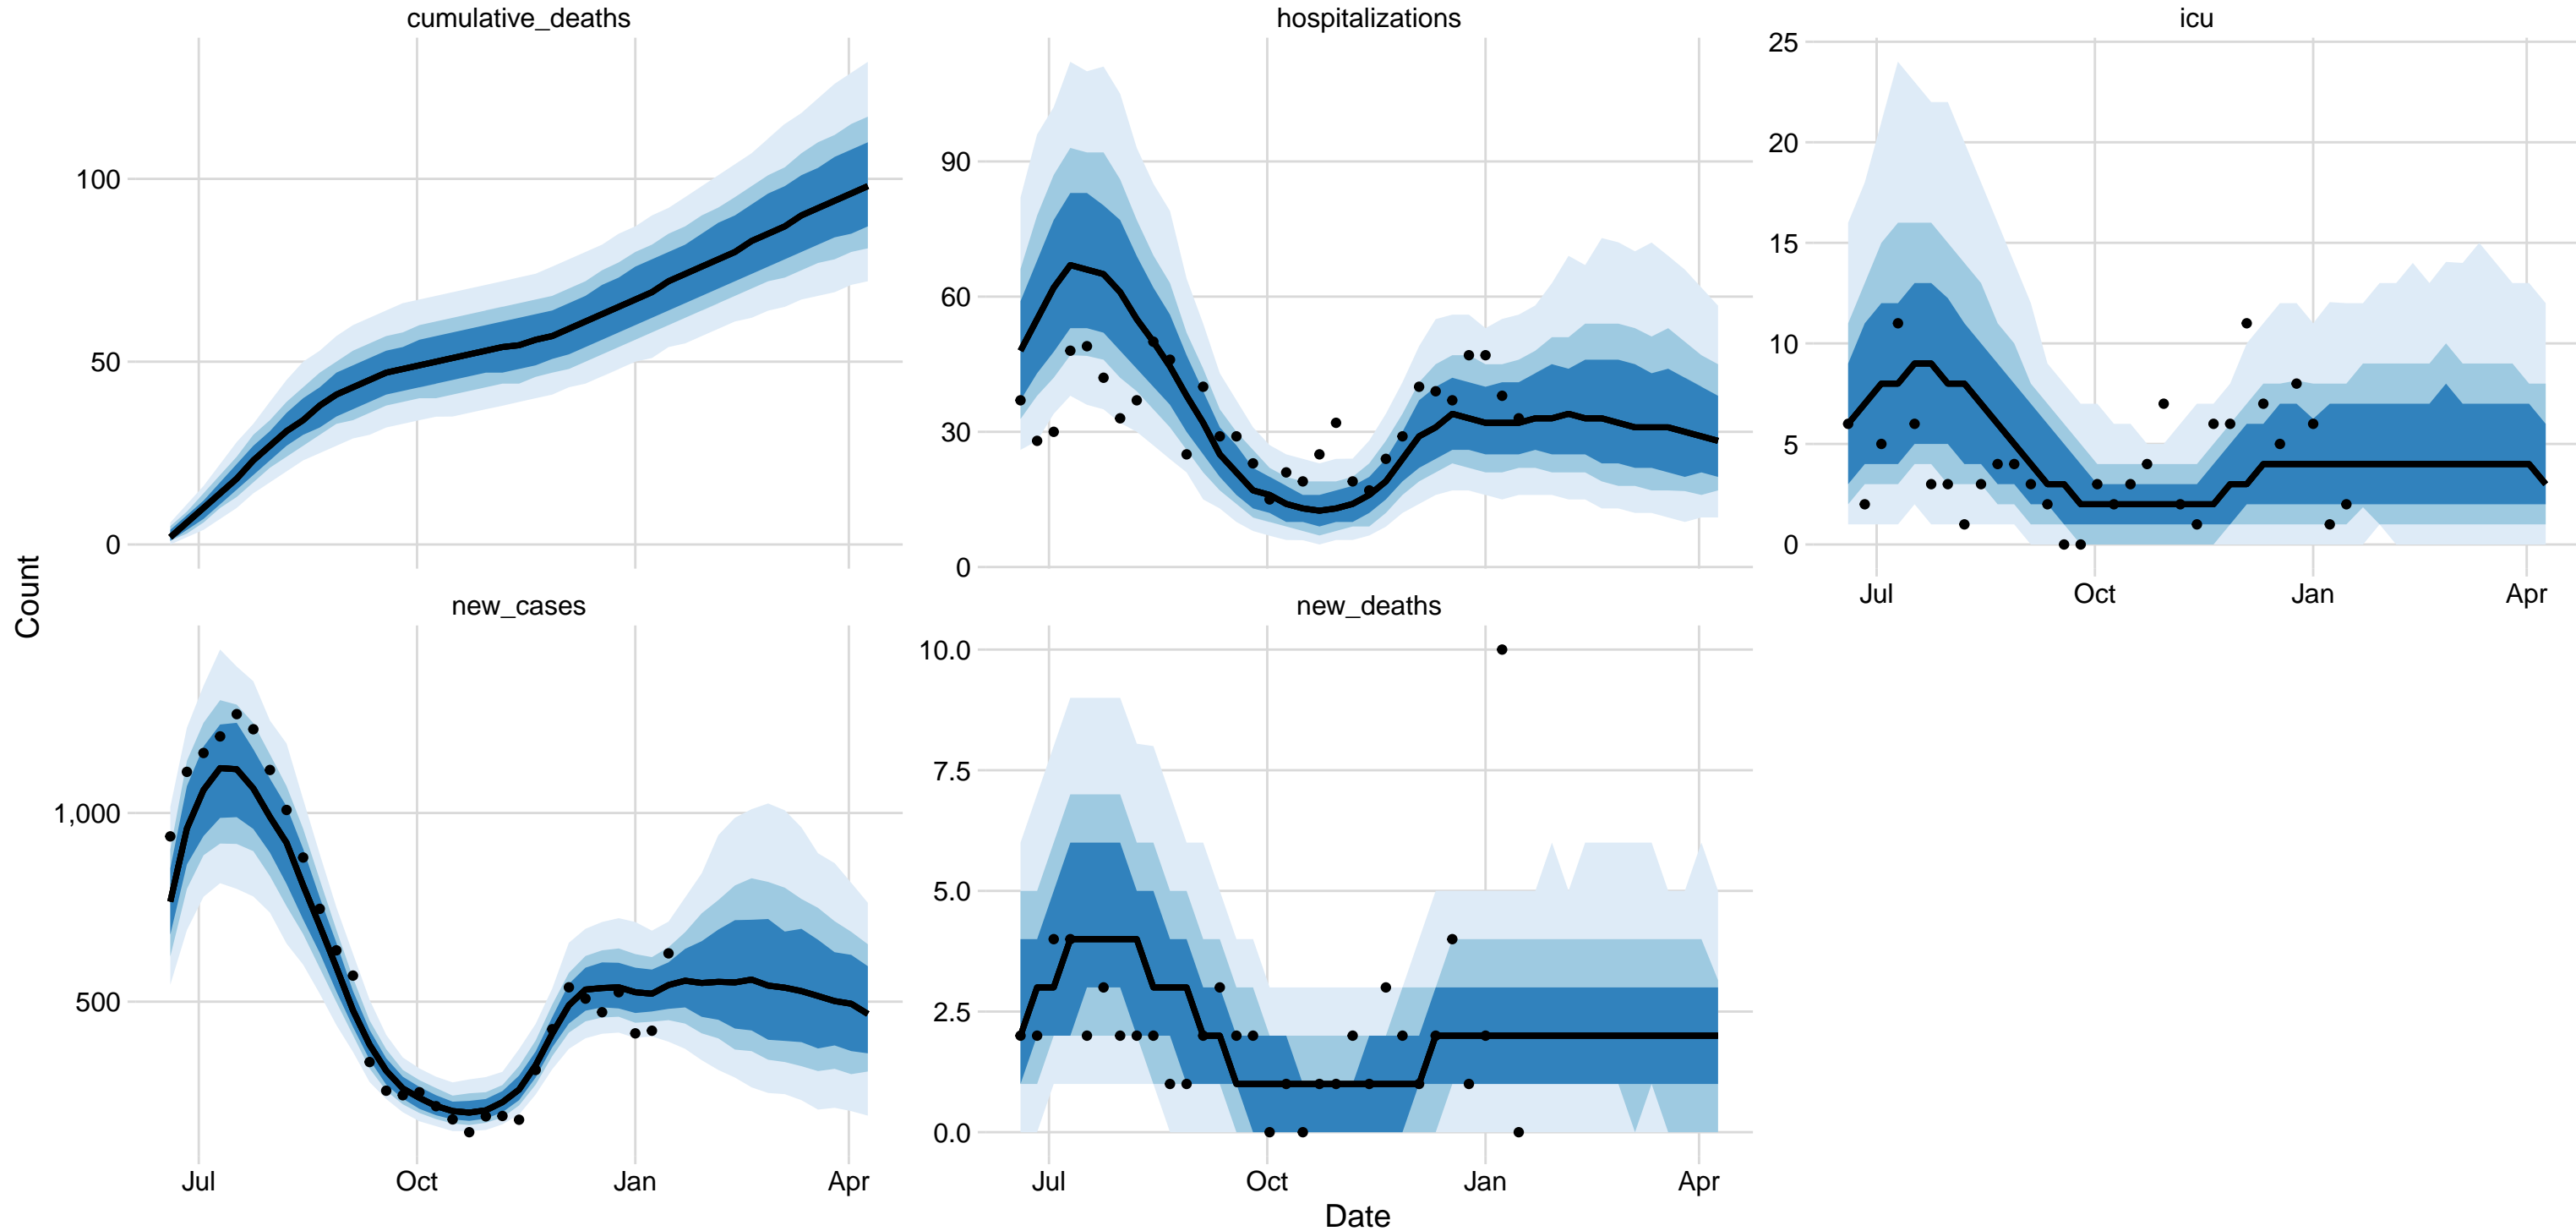 cumulative_deaths
hospitalizations
icu
100
50
0
90
60
30
0
25
20
15
10
5
0
Jul Oct Jan Apr
Count
new_cases
new_deaths
1,000
500
10.0
7.5
5.0
2.5
0.0
Jul Oct Jan Apr
Jul Oct Jan Apr
Date